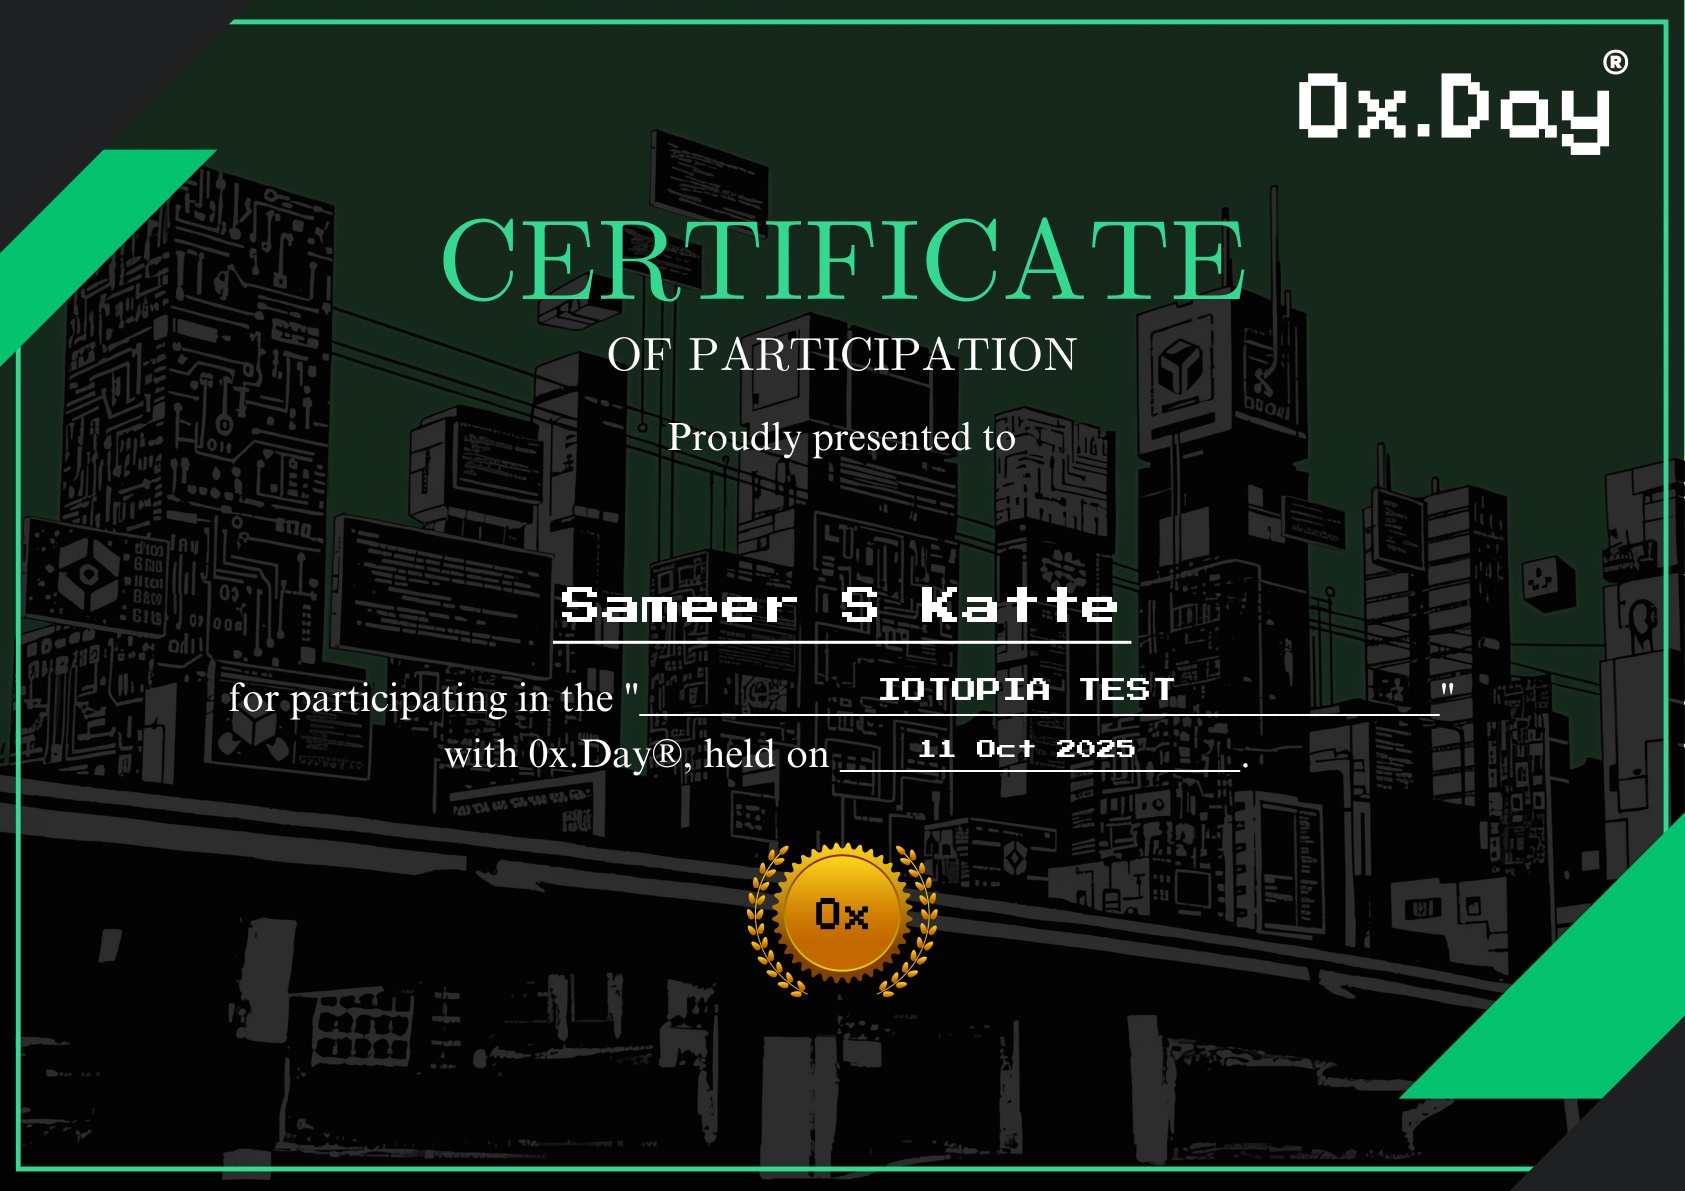 0x.Day®
CERTIFICATE
OF PARTICIPATION
Proudly presented to
Sameer S Katte
for participating in the "IOTOPIA TEST"
with 0x.Day®, held on 11 Oct 2025.
0x